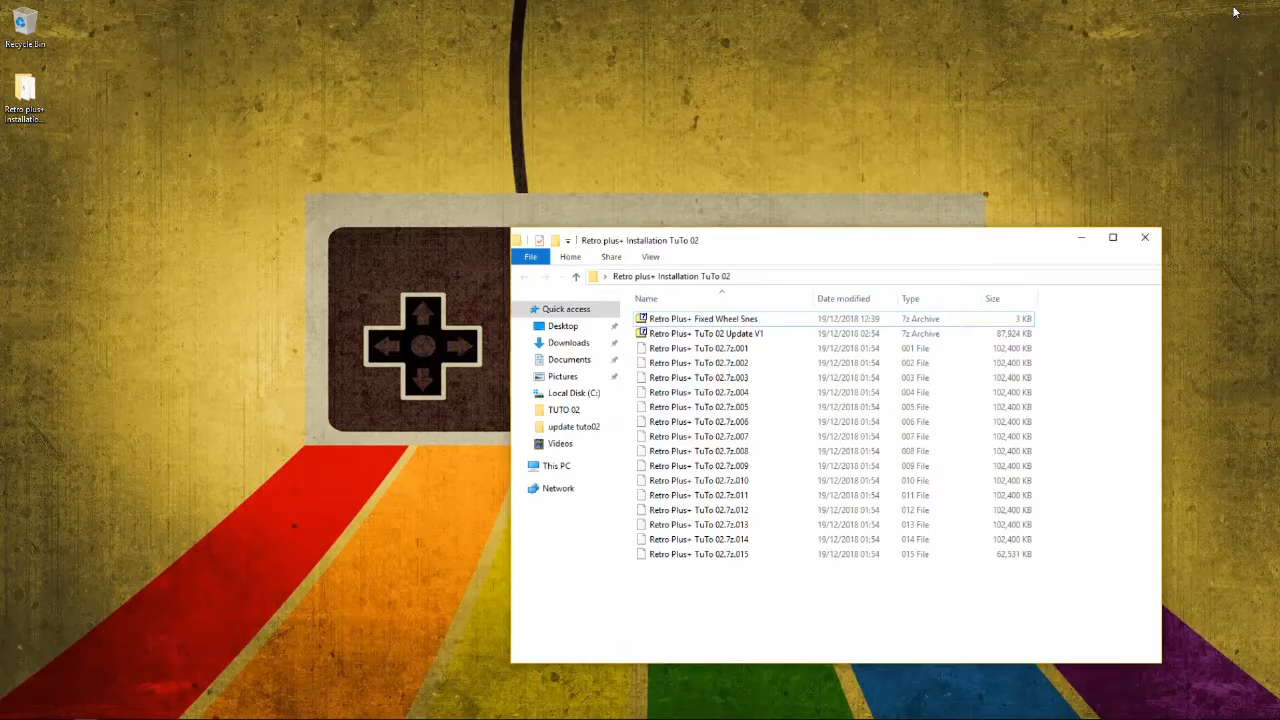 Recycle Bin
Retro plus+
Installatio...
Retro plus+ Installation TuTo 02
File Home Share View
Retro plus+ Installation TuTo 02
Name Date modified Type Size
Quick access
Desktop
Downloads
Documents
Pictures
Local Disk (C:)
TUTO 02
update tuto02
Videos
This PC
Network
Retro Plus+ Fixed Wheel Snes 19/12/2018 12:39 7z Archive 3 KB
Retro Plus+ TuTo 02 Update V1 19/12/2018 02:54 7z Archive 87,924 KB
Retro Plus+ TuTo 02.7z.001 19/12/2018 01:54 001 File 102,400 KB
Retro Plus+ TuTo 02.7z.002 19/12/2018 01:54 002 File 102,400 KB
Retro Plus+ TuTo 02.7z.003 19/12/2018 01:54 003 File 102,400 KB
Retro Plus+ TuTo 02.7z.004 19/12/2018 01:54 004 File 102,400 KB
Retro Plus+ TuTo 02.7z.005 19/12/2018 01:54 005 File 102,400 KB
Retro Plus+ TuTo 02.7z.006 19/12/2018 01:54 006 File 102,400 KB
Retro Plus+ TuTo 02.7z.007 19/12/2018 01:54 007 File 102,400 KB
Retro Plus+ TuTo 02.7z.008 19/12/2018 01:54 008 File 102,400 KB
Retro Plus+ TuTo 02.7z.009 19/12/2018 01:54 009 File 102,400 KB
Retro Plus+ TuTo 02.7z.010 19/12/2018 01:54 010 File 102,400 KB
Retro Plus+ TuTo 02.7z.011 19/12/2018 01:54 011 File 102,400 KB
Retro Plus+ TuTo 02.7z.012 19/12/2018 01:54 012 File 102,400 KB
Retro Plus+ TuTo 02.7z.013 19/12/2018 01:54 013 File 102,400 KB
Retro Plus+ TuTo 02.7z.014 19/12/2018 01:54 014 File 102,400 KB
Retro Plus+ TuTo 02.7z.015 19/12/2018 01:54 015 File 62,531 KB